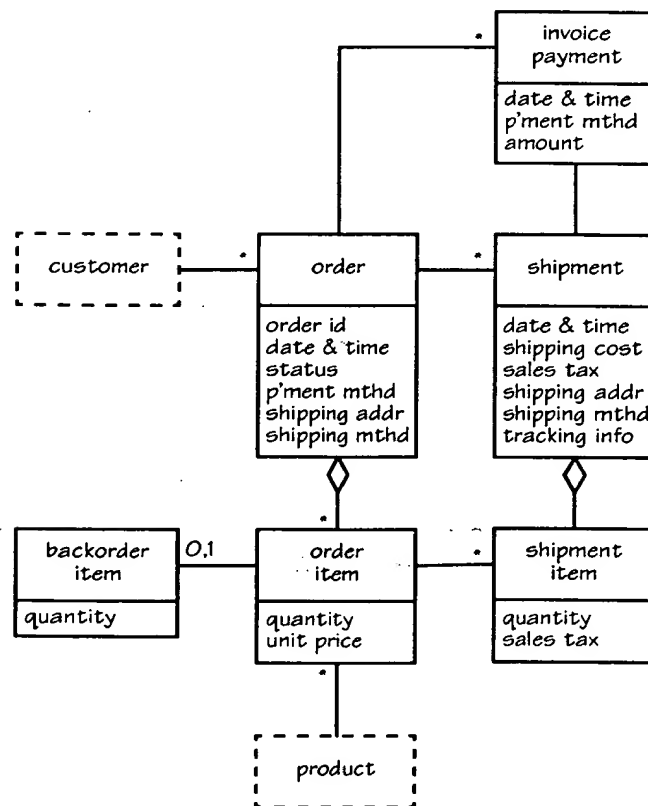 *
invoice
payment
date & time
p'ment mthd
amount
customer
*
order
*
shipment
order id
date & time
status
p'ment mthd
shipping addr
shipping mthd
date & time
shipping cost
sales tax
shipping addr
shipping mthd
tracking info
*
backorder
item
0,1
order
item
*
shipment
item
quantity
quantity
unit price
quantity
sales tax
*
product